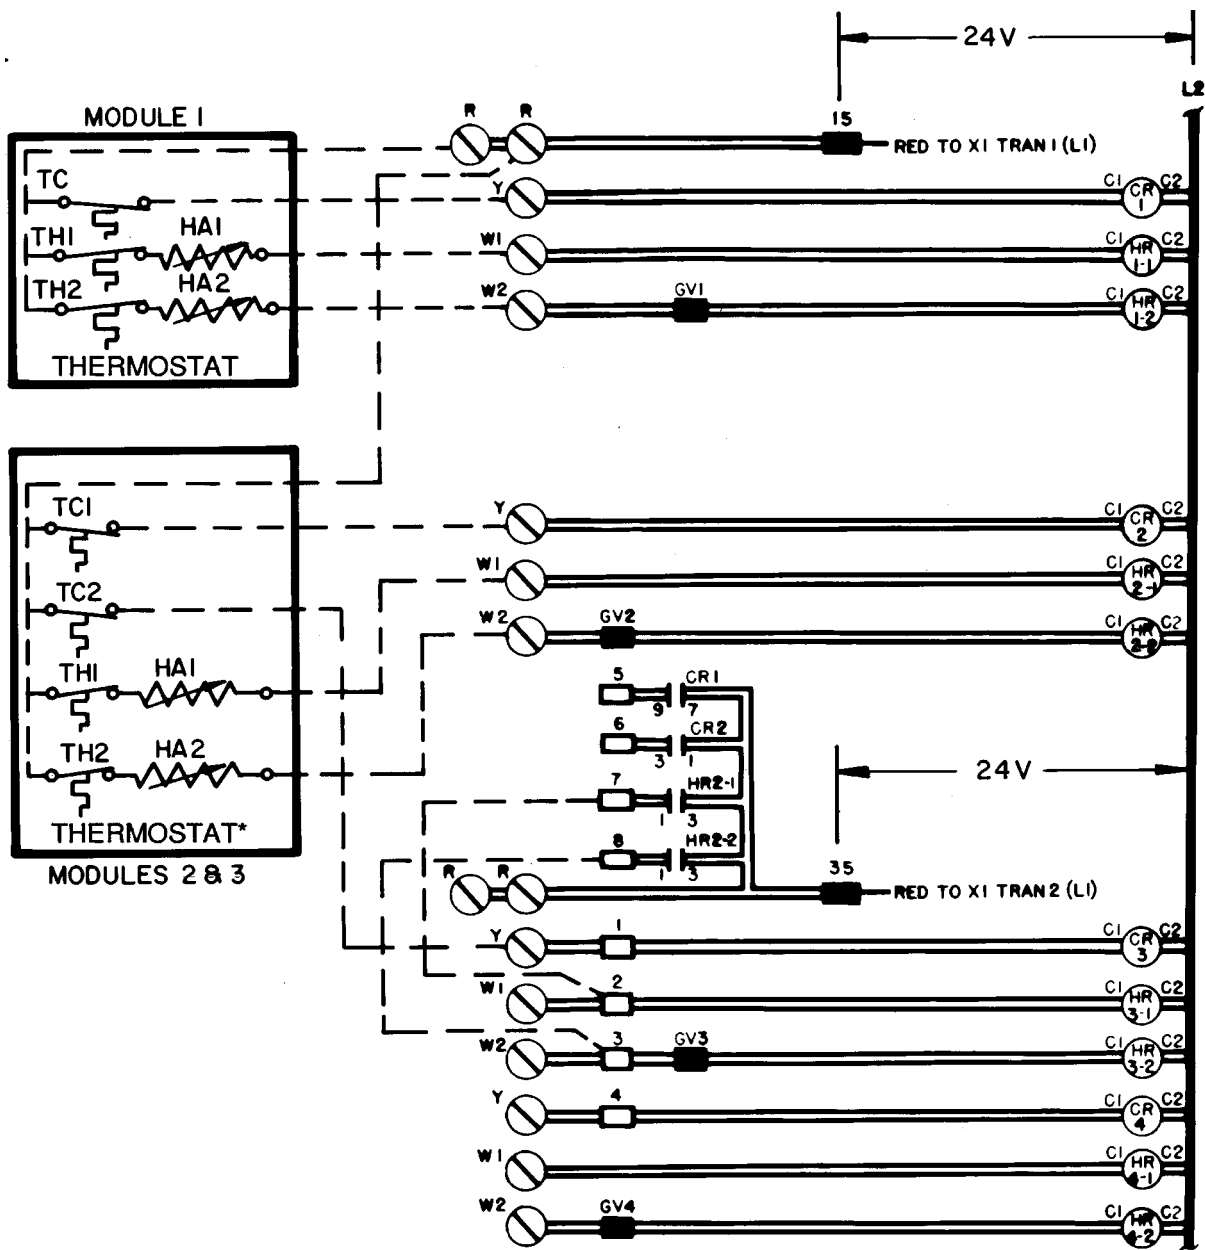 24V
L2
MODULE 1
R R
15
RED TO X1 TRAN 1 (L1)
TC
Y
C1 CR 1 C2
TH1 HA1
W1
C1 HR 1-1 C2
TH2 HA2
W2 GV1
C1 HR 1-2 C2
THERMOSTAT
TC1
Y
C1 CR 2 C2
TC2
W1
C1 HR 2-1 C2
W2 GV2
C1 HR 2-2 C2
TH1 HA1
5 CR1
9 7
6 CR2
3 1
TH2 HA2
24V
7 HR2-1
1 3
THERMOSTAT*
8 HR2-2
1 3
MODULES 2 & 3
R R
35
RED TO X1 TRAN 2 (L1)
Y 1
C1 CR 3 C2
W1 2
C1 HR 3-1 C2
W2 3 GV3
C1 HR 3-2 C2
Y 4
C1 CR 4 C2
W1
C1 HR 4-1 C2
W2 GV4
C1 HR 4-2 C2